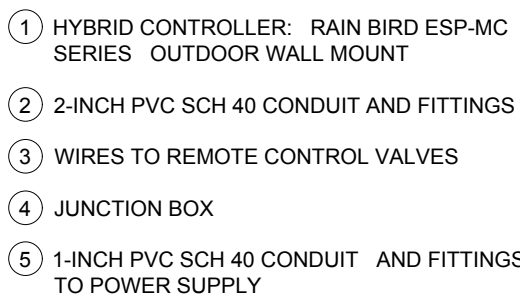 1 HYBRID CONTROLLER: RAIN BIRD ESP-MC
SERIES OUTDOOR WALL MOUNT
2 2-INCH PVC SCH 40 CONDUIT AND FITTINGS
3 WIRES TO REMOTE CONTROL VALVES
4 JUNCTION BOX
5 1-INCH PVC SCH 40 CONDUIT AND FITTINGS
TO POWER SUPPLY